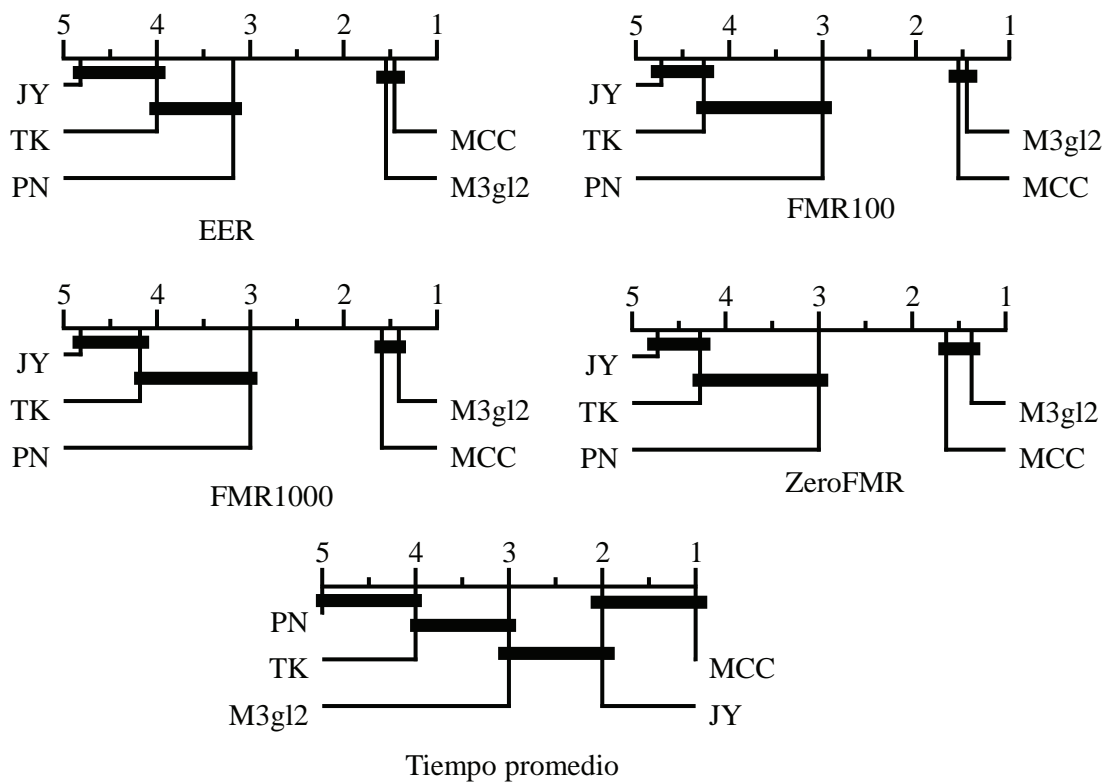 5 4 3 2 1
JY
TK
PN
MCC
M3gl2
EER
5 4 3 2 1
JY
TK
PN
M3gl2
MCC
FMR100
5 4 3 2 1
JY
TK
PN
M3gl2
MCC
FMR1000
5 4 3 2 1
JY
TK
PN
M3gl2
MCC
ZeroFMR
5 4 3 2 1
PN
TK
M3gl2
MCC
JY
Tiempo promedio